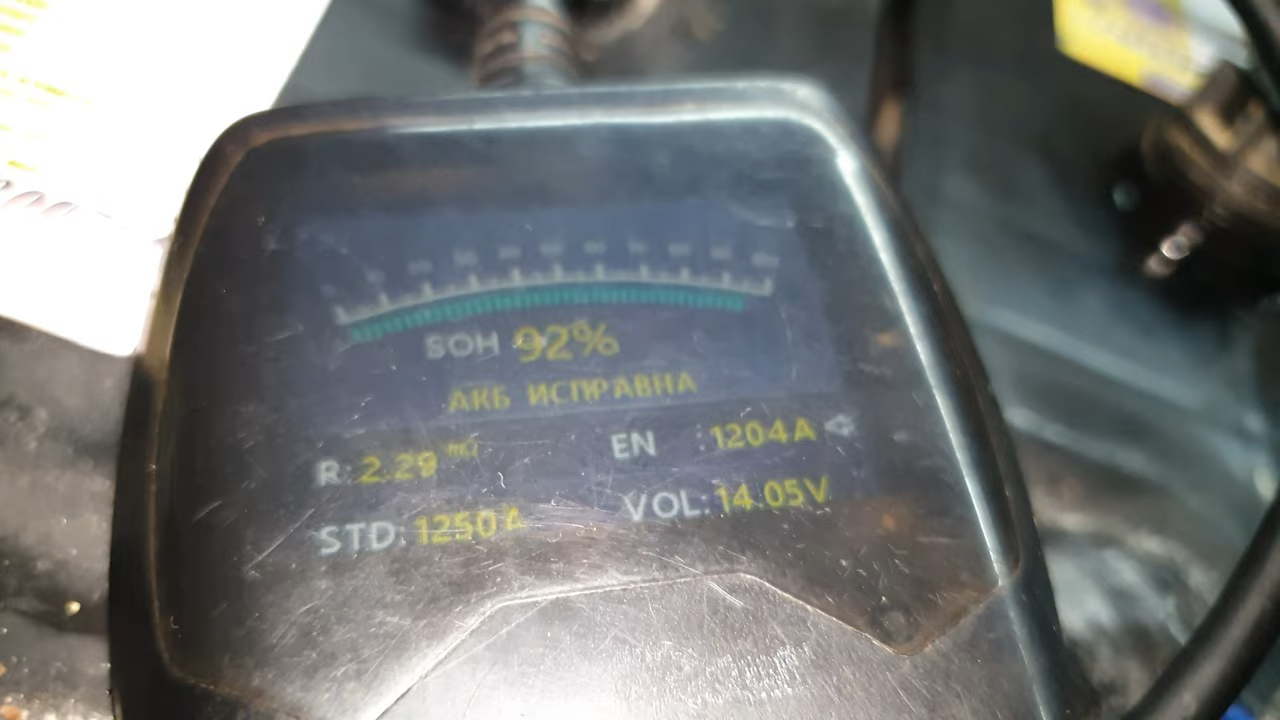 SOH 92%
АКБ ИСПРАВНА
R: 2.29 mΩ
EN : 1204A
STD: 1250A
VOL: 14.05V